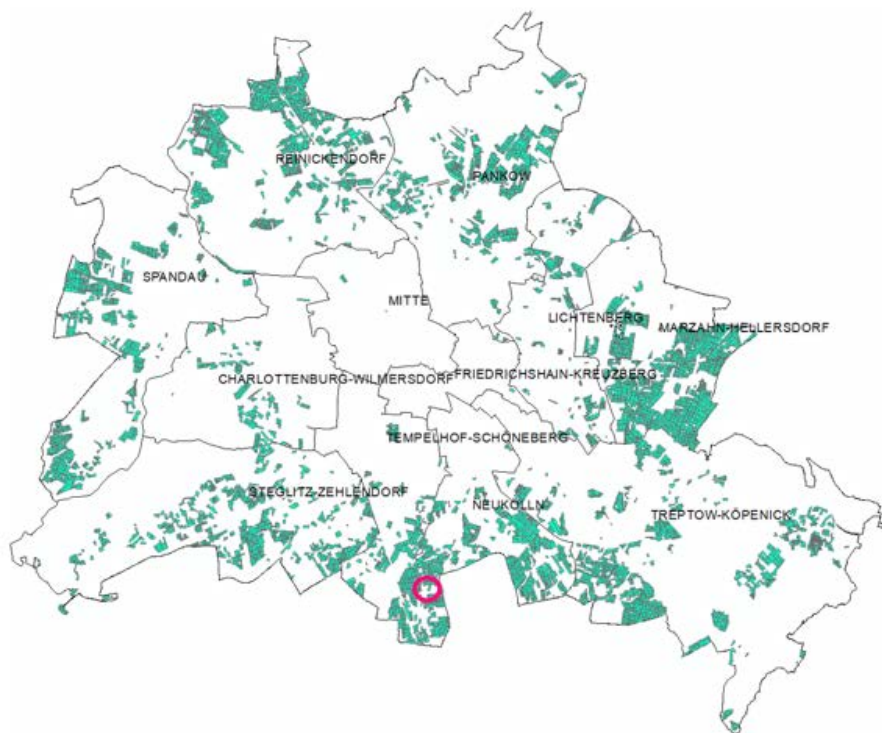 REINICKENDORF
PANKOW
SPANDAU
MITTE
LICHTENBERG
MARZAHN-HELLERSDORF
CHARLOTTENBURG-WILMERSDORF
FRIEDRICHSHAIN-KREUZBERG
TEMPELHOF-SCHÖNEBERG
STEGLITZ-ZEHLENDORF
NEUKÖLLN
TREPTOW-KÖPENICK